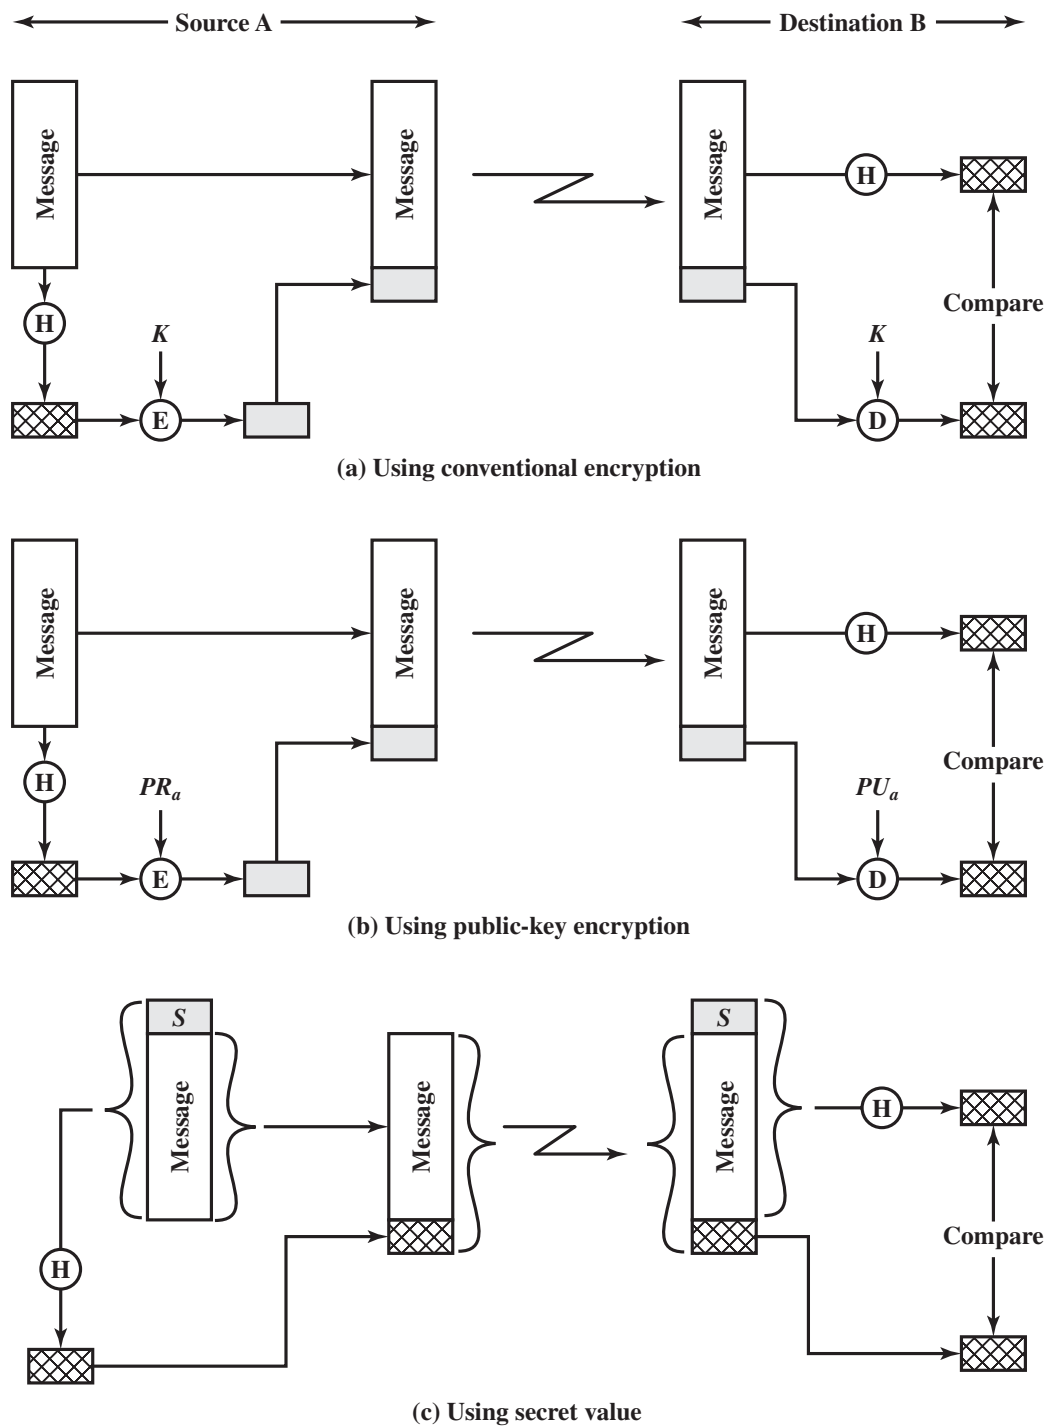 Source A
Destination B
Message
Message
Message
H
Compare
H
K
K
E
D
(a) Using conventional encryption
Message
Message
Message
H
Compare
H
PRa
PUa
E
D
(b) Using public-key encryption
S
S
Message
Message
Message
H
Compare
H
(c) Using secret value